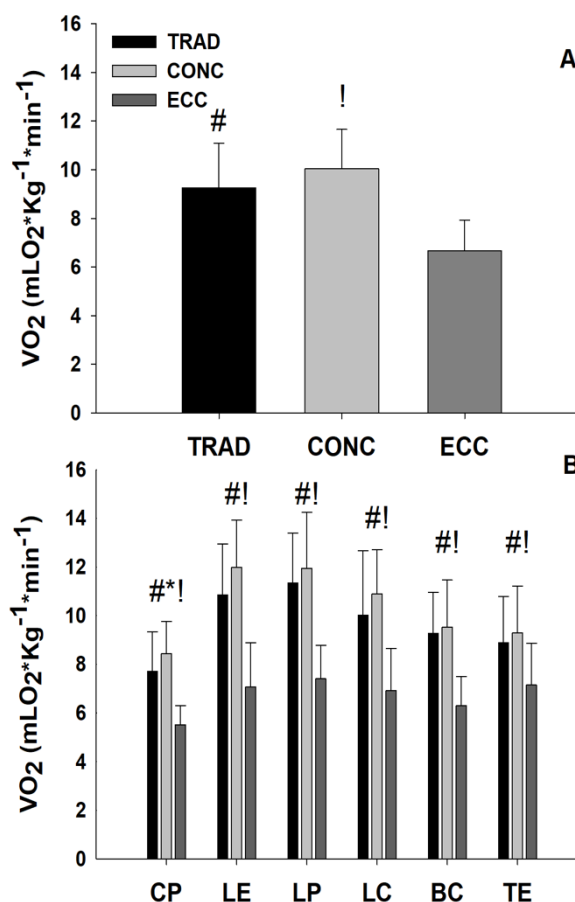 16
TRAD
A
14
CONC
!
12
ECC
#
10
8
6
4
2
0
VO₂ (mLO₂*Kg⁻¹*min⁻¹)
TRAD CONC ECC
B
16
#! #!
14
#!
#! #!
12
#*!
10
8
6
4
2
0
VO₂ (mLO₂*Kg⁻¹*min⁻¹)
CP LE LP LC BC TE